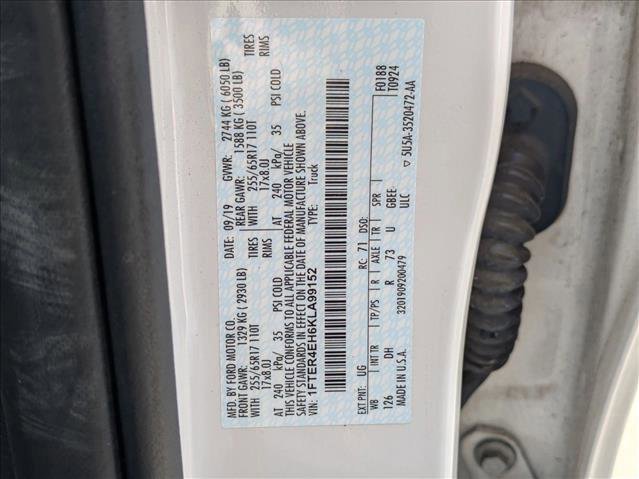 MFD. BY FORD MOTOR CO.
DATE: 09/19 GVWR: 2744 KG ( 6050 LB)
FRONT GAWR: 1329 KG ( 2930 LB) REAR GAWR: 1588 KG ( 3500 LB)
WITH 255/65R17 110T TIRES WITH 255/65R17 110T TIRES
17x8.0J RIMS 17x8.0J RIMS
AT 240 kPa/ 35 PSI COLD AT 240 kPa/ 35 PSI COLD
THIS VEHICLE CONFORMS TO ALL APPLICABLE FEDERAL MOTOR VEHICLE
SAFETY STANDARDS IN EFFECT ON THE DATE OF MANUFACTURE SHOWN ABOVE.
VIN: 1FTER4EH6KLA99152 TYPE: Truck
F0188
T0924
EXT PNT: UG RC: 71 DSO:
WB INT TR TP/PS R AXLE TR SPR
126 DH R 73 U GBEE
ULC
MADE IN U.S.A. 3201909200479 ▽ 5U5A-3520472-AA